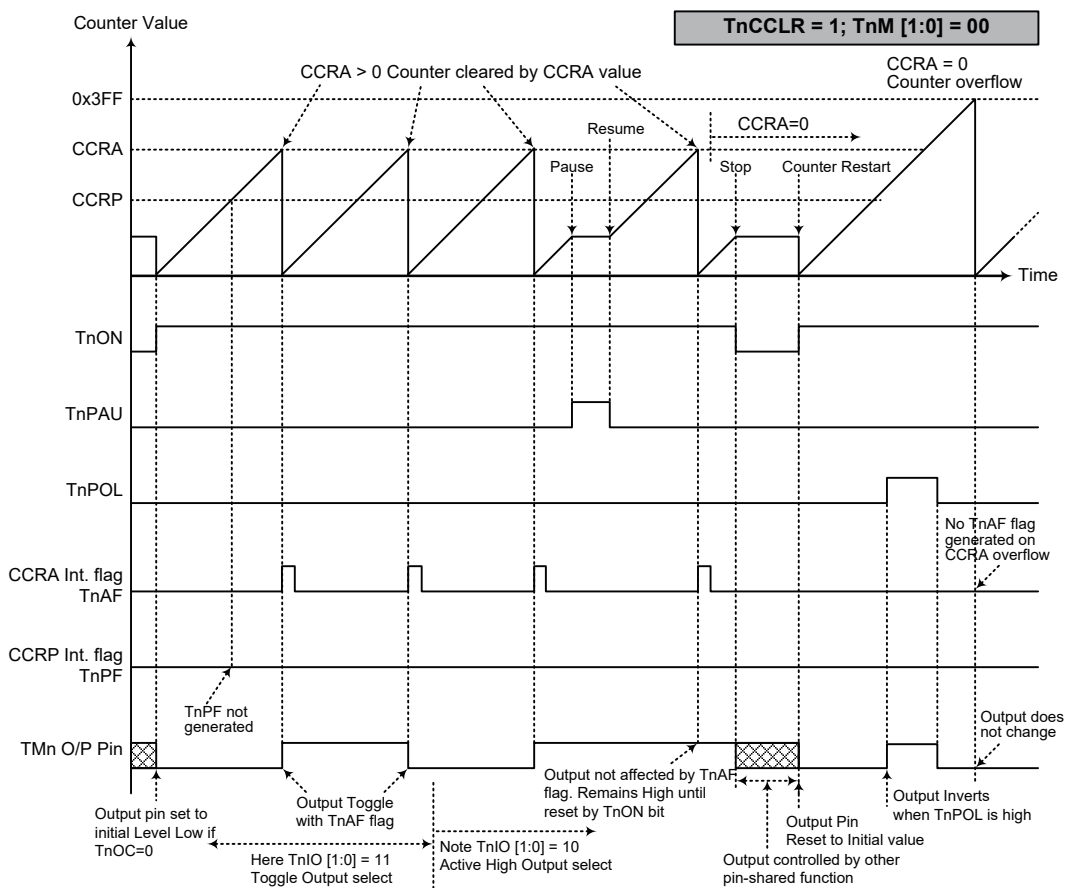 Counter Value
TnCCLR = 1; TnM [1:0] = 00
CCRA > 0 Counter cleared by CCRA value
CCRA = 0
Counter overflow
0x3FF
CCRA=0
Resume
CCRA
Pause
Stop
Counter Restart
CCRP
Time
TnON
TnPAU
TnPOL
No TnAF flag
generated on
CCRA overflow
CCRA Int. flag
TnAF
CCRP Int. flag
TnPF
TnPF not
generated
Output does
not change
TMn O/P Pin
Output pin set to
initial Level Low if
TnOC=0
Output Toggle
with TnAF flag
Output not affected by TnAF
flag. Remains High until
reset by TnON bit
Output Inverts
when TnPOL is high
Output Pin
Reset to Initial value
Here TnIO [1:0] = 11
Toggle Output select
Note TnIO [1:0] = 10
Active High Output select
Output controlled by other
pin-shared function